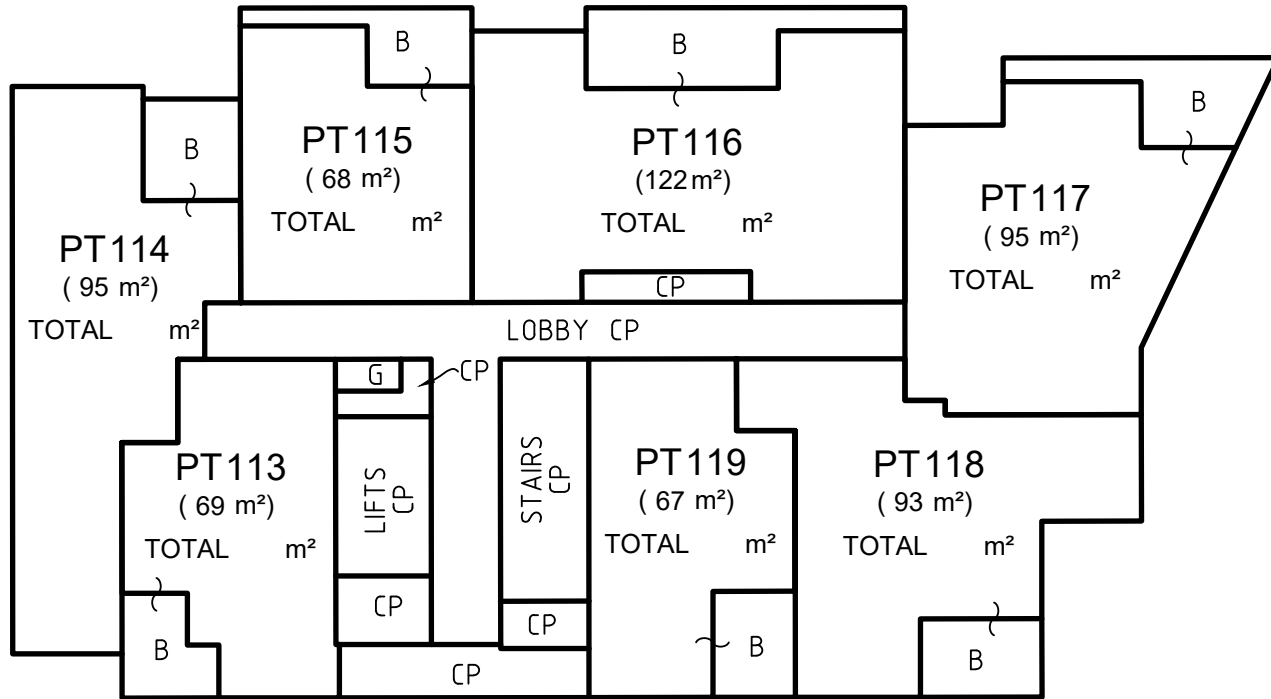 B
B
B
B
PT115
( 68 m²)
TOTAL m²
PT116
(122 m²)
TOTAL m²
PT117
( 95 m²)
TOTAL m²
PT114
( 95 m²)
TOTAL m²
CP
LOBBY CP
G
CP
LIFTS
CP
STAIRS
CP
PT113
( 69 m²)
TOTAL m²
PT119
( 67 m²)
TOTAL m²
PT118
( 93 m²)
TOTAL m²
CP
CP
B
CP
B
B